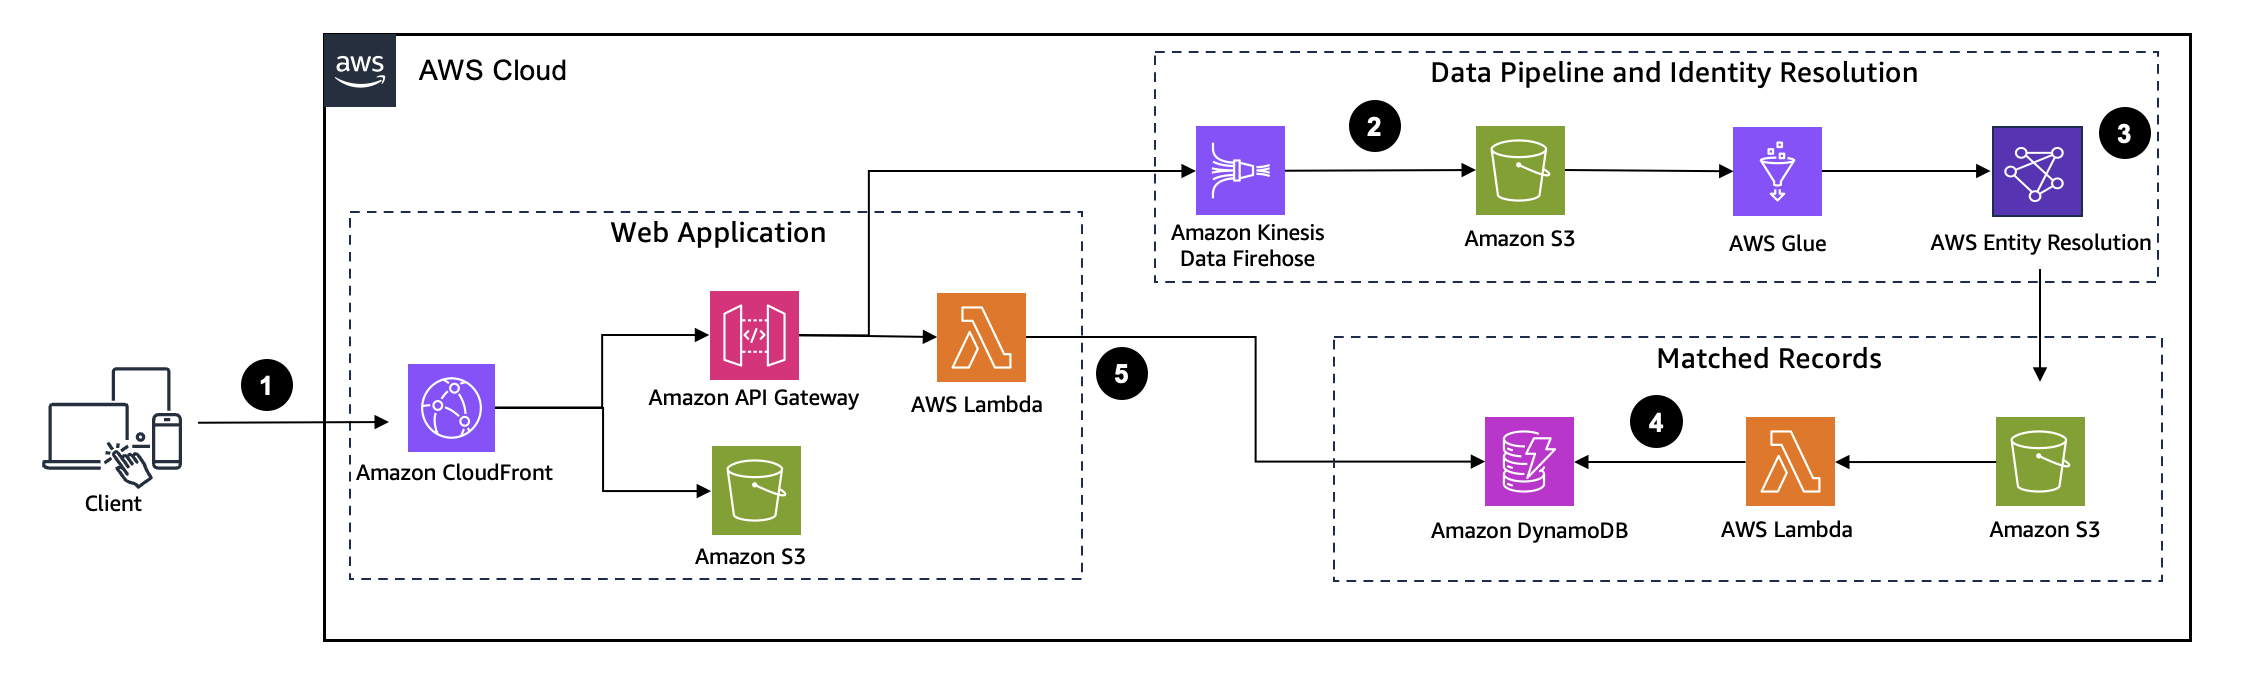 aws
AWS Cloud
Data Pipeline and Identity Resolution
2
3
Amazon Kinesis
Data Firehose
Amazon S3
AWS Glue
AWS Entity Resolution
Web Application
</>
Amazon API Gateway
AWS Lambda
1
Amazon CloudFront
Client
Amazon S3
5
Matched Records
4
Amazon DynamoDB
AWS Lambda
Amazon S3